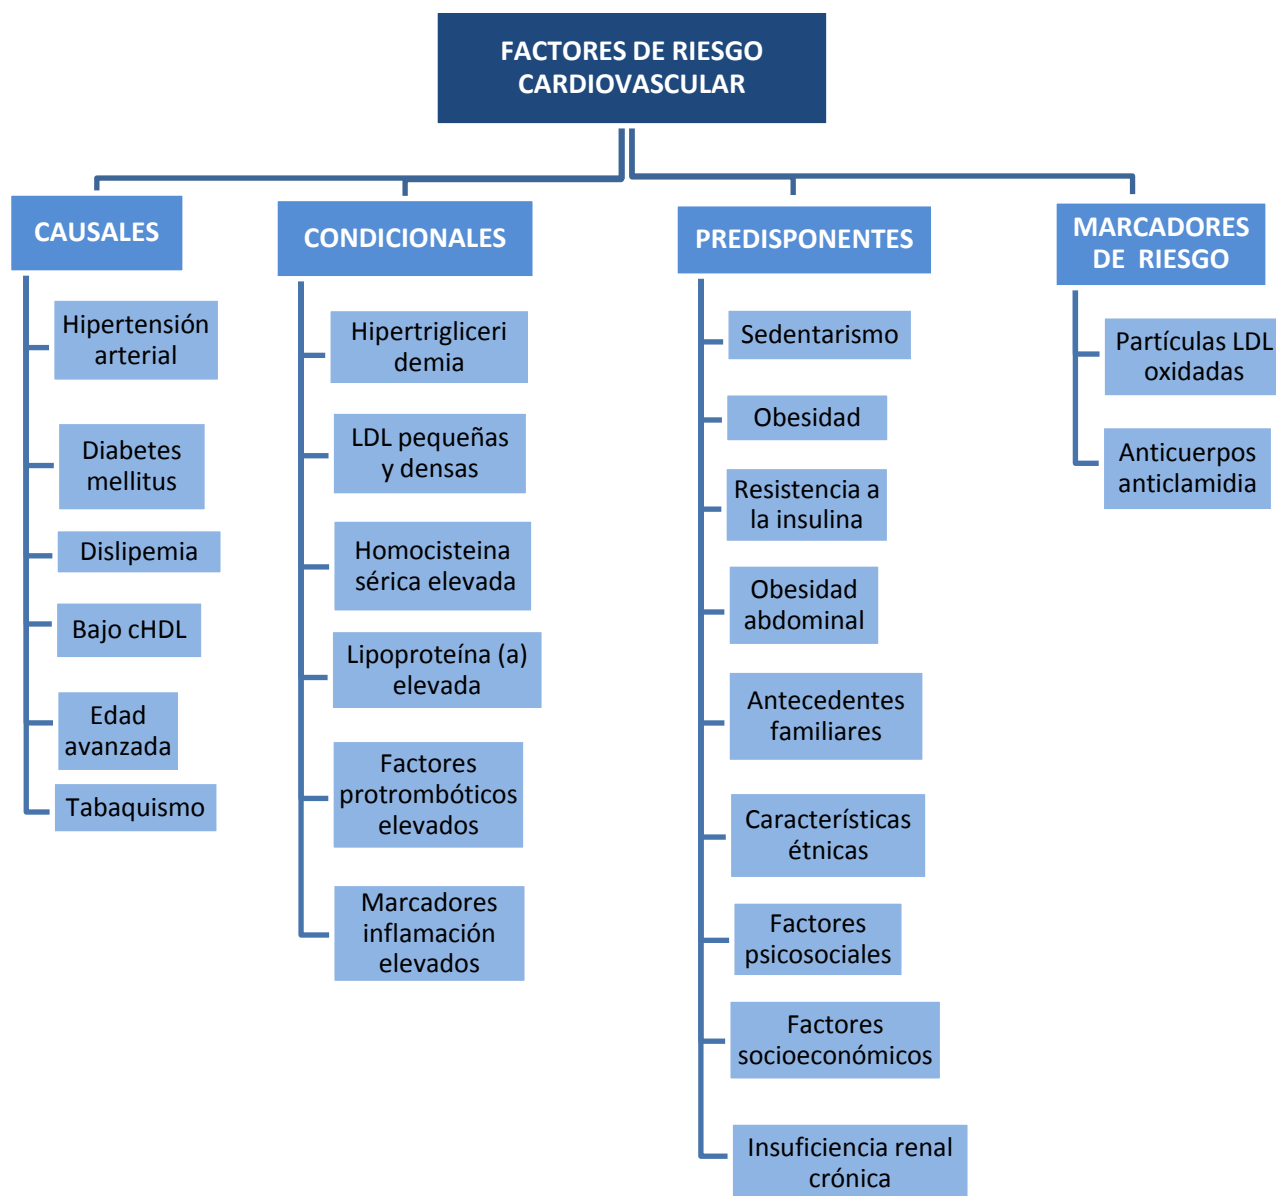 FACTORES DE RIESGO
CARDIOVASCULAR
CAUSALES
Hipertensión
arterial
Diabetes
mellitus
Dislipemia
Bajo cHDL
Edad
avanzada
Tabaquismo
CONDICIONALES
Hipertrigliceri
demia
LDL pequeñas
y densas
Homocisteina
sérica elevada
Lipoproteína (a)
elevada
Factores
protrombóticos
elevados
Marcadores
inflamación
elevados
PREDISPONENTES
Sedentarismo
Obesidad
Resistencia a
la insulina
Obesidad
abdominal
Antecedentes
familiares
Características
étnicas
Factores
psicosociales
Factores
socioeconómicos
Insuficiencia renal
crónica
MARCADORES
DE RIESGO
Partículas LDL
oxidadas
Anticuerpos
anticlamidia